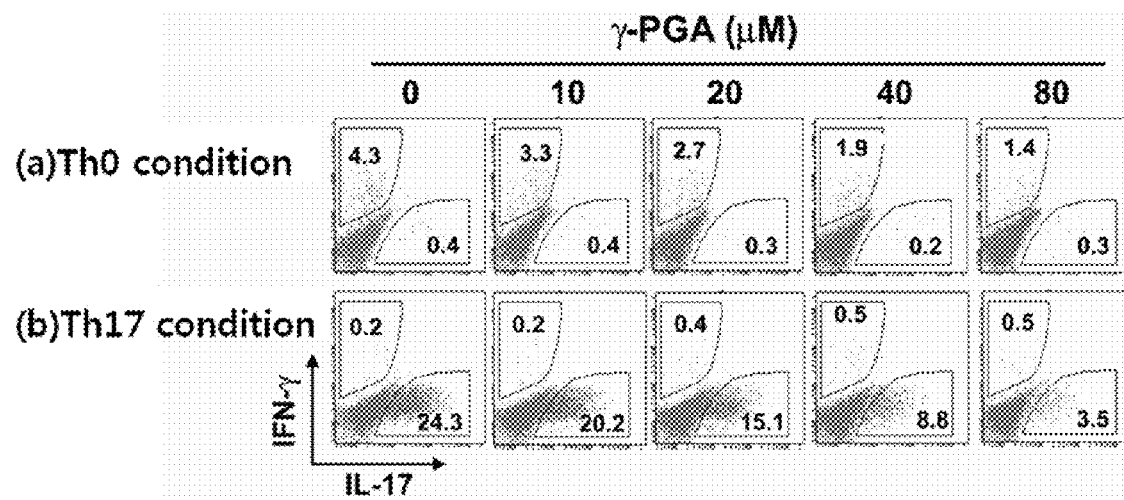 γ-PGA (μM)
0 10 20 40 80
(a)Th0 condition
4.3 3.3 2.7 1.9 1.4
0.4 0.4 0.3 0.2 0.3
(b)Th17 condition
0.2 0.2 0.4 0.5 0.5
24.3 20.2 15.1 8.8 3.5
IFN-γ
IL-17